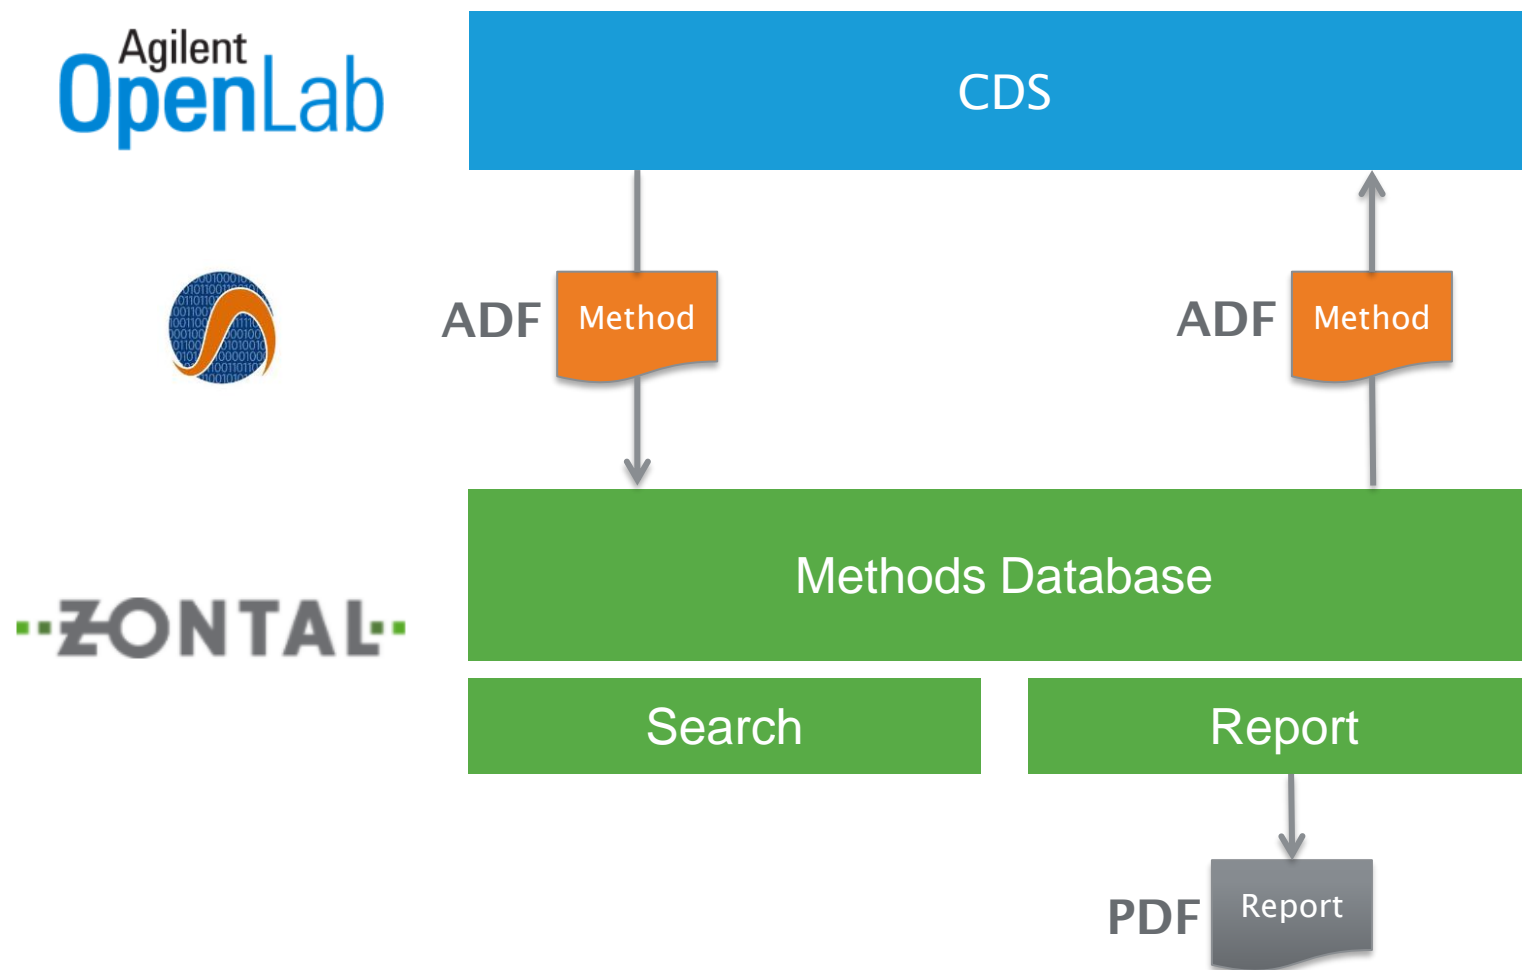 Agilent
OpenLab
CDS
ADF
Method
ADF
Method
ZONTAL
Methods Database
Search
Report
PDF
Report